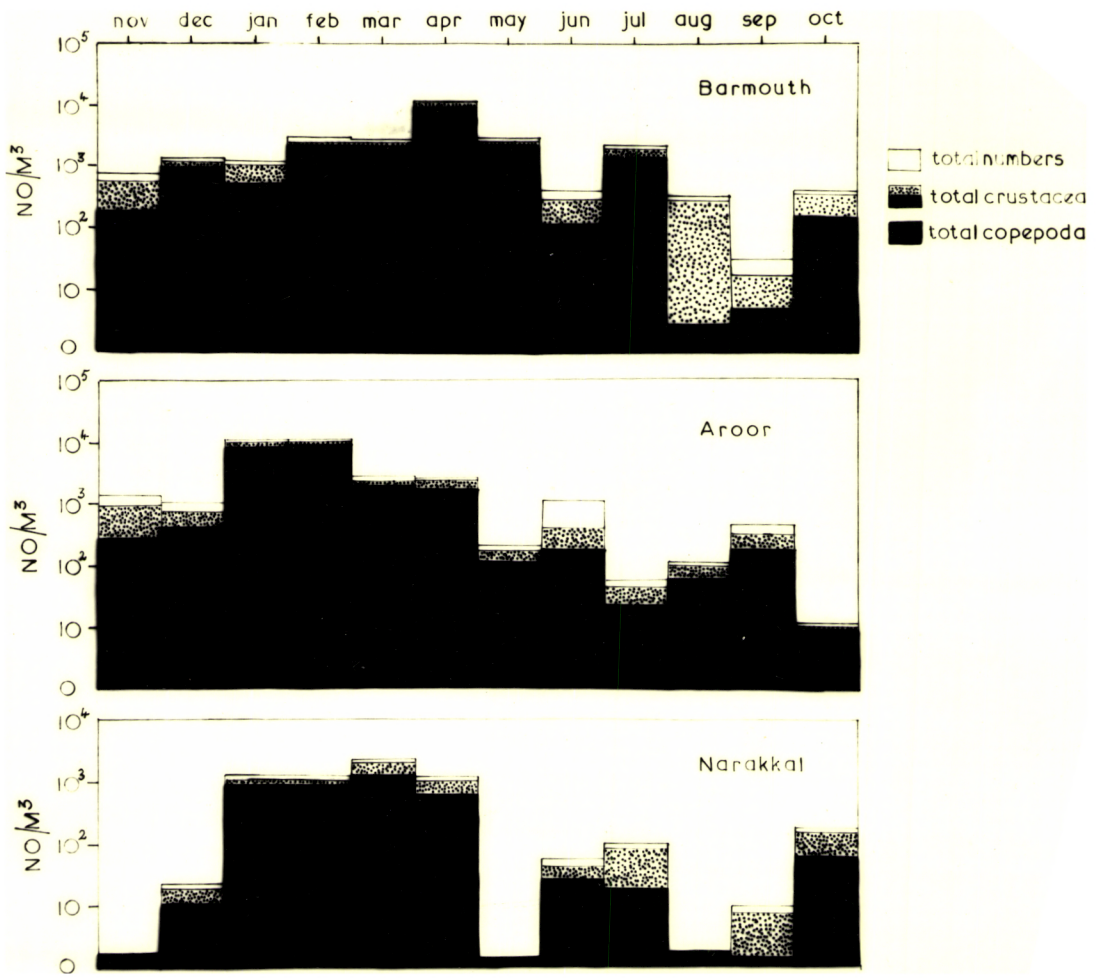 nov dec jan feb mar apr may jun jul aug sep oct
Barmouth
10⁵
10⁴
10³
10²
10
0
NO/M³
total numbers
total crustacea
total copepoda
Aroor
10⁵
10⁴
10³
10²
10
0
NO/M³
Narakkal
10⁴
10³
10²
10
0
NO/M³